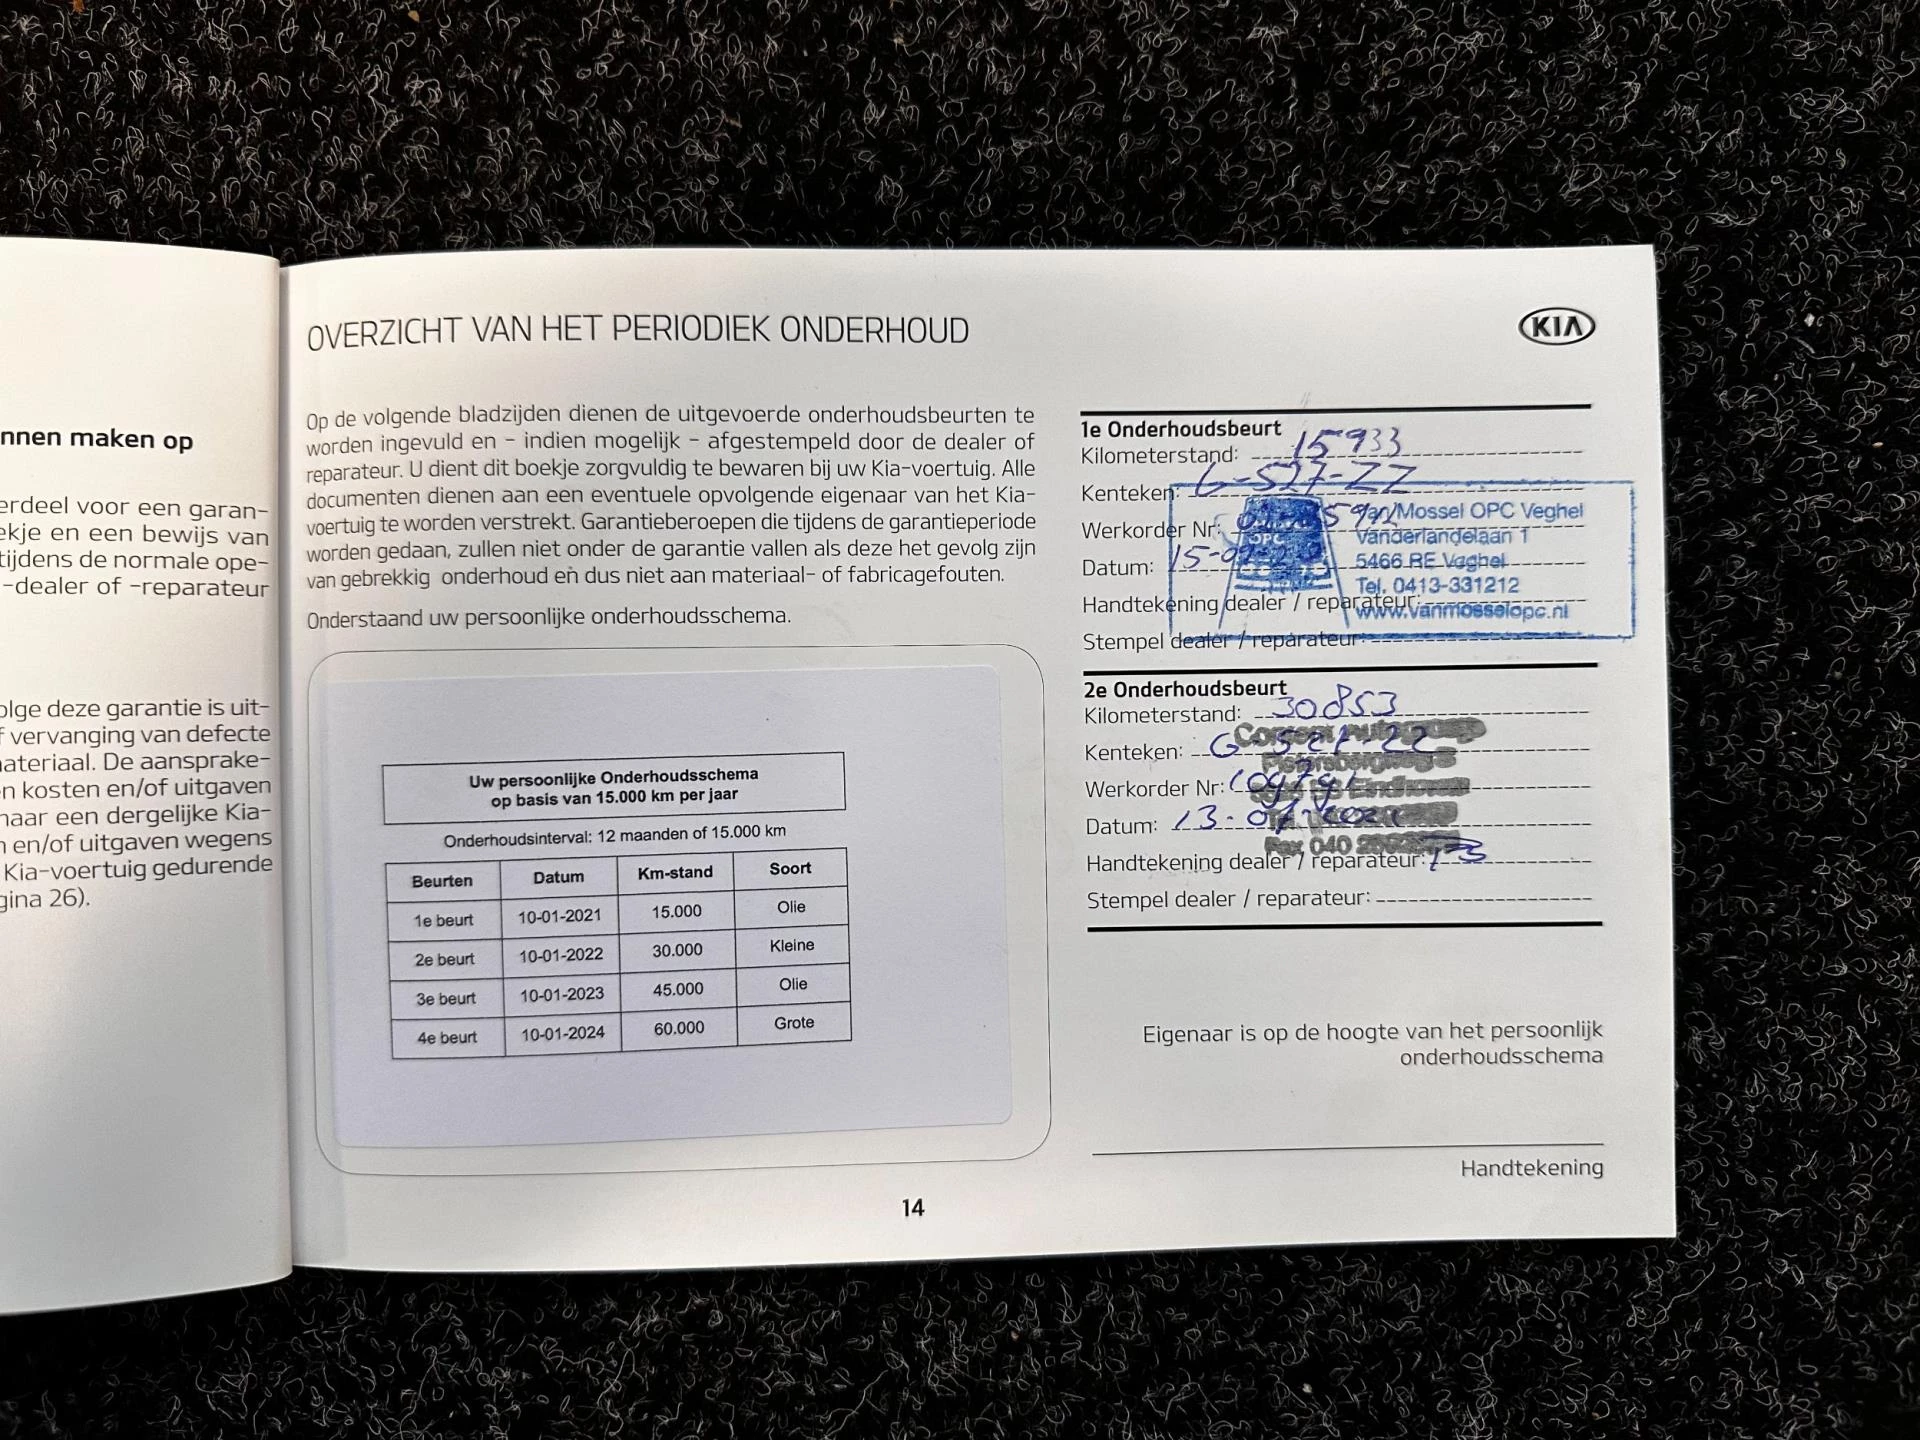 nnen maken op
erdeel voor een garan-
ekje en een bewijs van
tijdens de normale ope-
-dealer of -reparateur
olge deze garantie is uit-
f vervanging van defecte
ateriaal. De aansprake-
n kosten en/of uitgaven
naar een dergelijke Kia-
n en/of uitgaven wegens
Kia-voertuig gedurende
gina 26).
OVERZICHT VAN HET PERIODIEK ONDERHOUD
KIA
Op de volgende bladzijden dienen de uitgevoerde onderhoudsbeurten te
worden ingevuld en - indien mogelijk - afgestempeld door de dealer of
reparateur. U dient dit boekje zorgvuldig te bewaren bij uw Kia-voertuig. Alle
documenten dienen aan een eventuele opvolgende eigenaar van het Kia-
voertuig te worden verstrekt. Garantieberoepen die tijdens de garantieperiode
worden gedaan, zullen niet onder de garantie vallen als deze het gevolg zijn
van gebrekkig onderhoud en dus niet aan materiaal- of fabricagefouten.
Onderstaand uw persoonlijke onderhoudsschema.
Uw persoonlijke Onderhoudsschema
op basis van 15.000 km per jaar
Onderhoudsinterval: 12 maanden of 15.000 km
Beurten Datum Km-stand Soort
1e beurt 10-01-2021 15.000 Olie
2e beurt 10-01-2022 30.000 Kleine
3e beurt 10-01-2023 45.000 Olie
4e beurt 10-01-2024 60.000 Grote
1e Onderhoudsbeurt
Kilometerstand: 15933
Kenteken: G-527-ZZ
Werkorder Nr:
Datum:
Handtekening dealer / reparateur:
Stempel dealer / reparateur:
OPC
Van Mossel OPC Veghel
Vanderlandelaan 1
5466 RE Veghel
Tel. 0413-331212
www.vanmosselopc.nl
2e Onderhoudsbeurt
Kilometerstand: 30853
Kenteken:
Werkorder Nr:
Datum:
Handtekening dealer / reparateur:
Stempel dealer / reparateur:
Eindhoven
Fax 040
Eigenaar is op de hoogte van het persoonlijk
onderhoudsschema
Handtekening
14